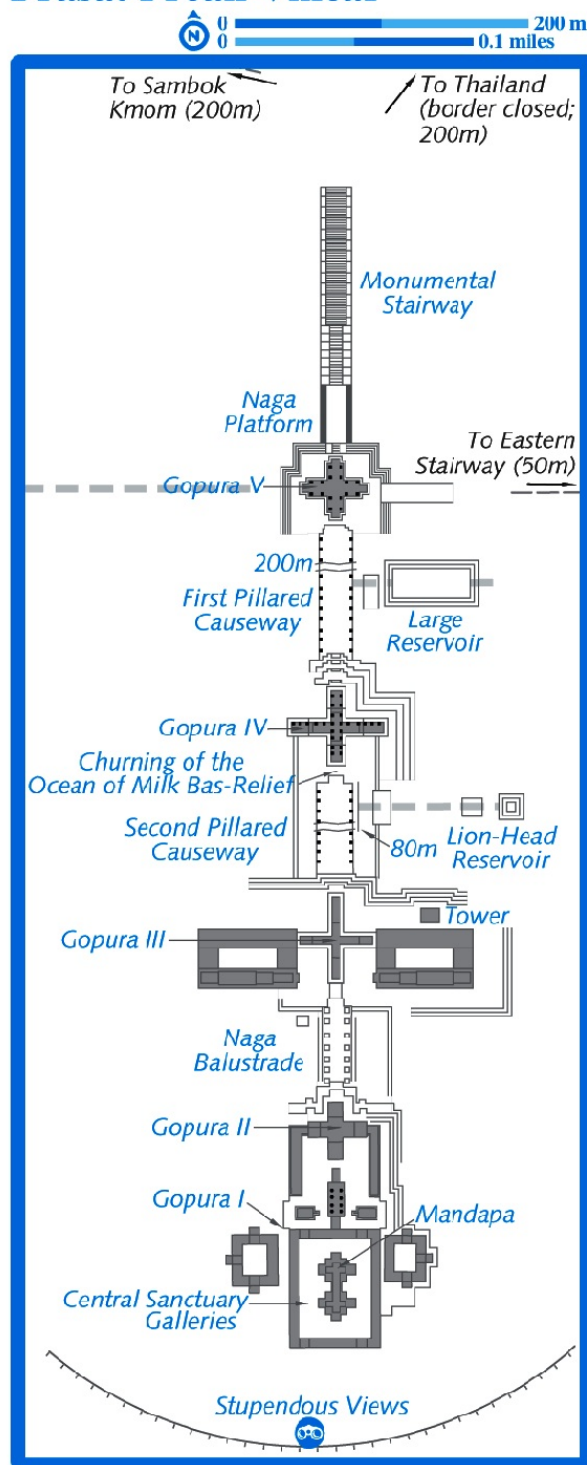 N
0 200 m
0 0.1 miles
To Sambok
Kmom (200m)
To Thailand
(border closed;
200m)
Monumental
Stairway
Naga
Platform
To Eastern
Stairway (50m)
Gopura V
200m
First Pillared
Causeway
Large
Reservoir
Gopura IV
Churning of the
Ocean of Milk Bas-Relief
Second Pillared
Causeway
80m
Lion-Head
Reservoir
Tower
Gopura III
Naga
Balustrade
Gopura II
Gopura I
Mandapa
Central Sanctuary
Galleries
Stupendous Views